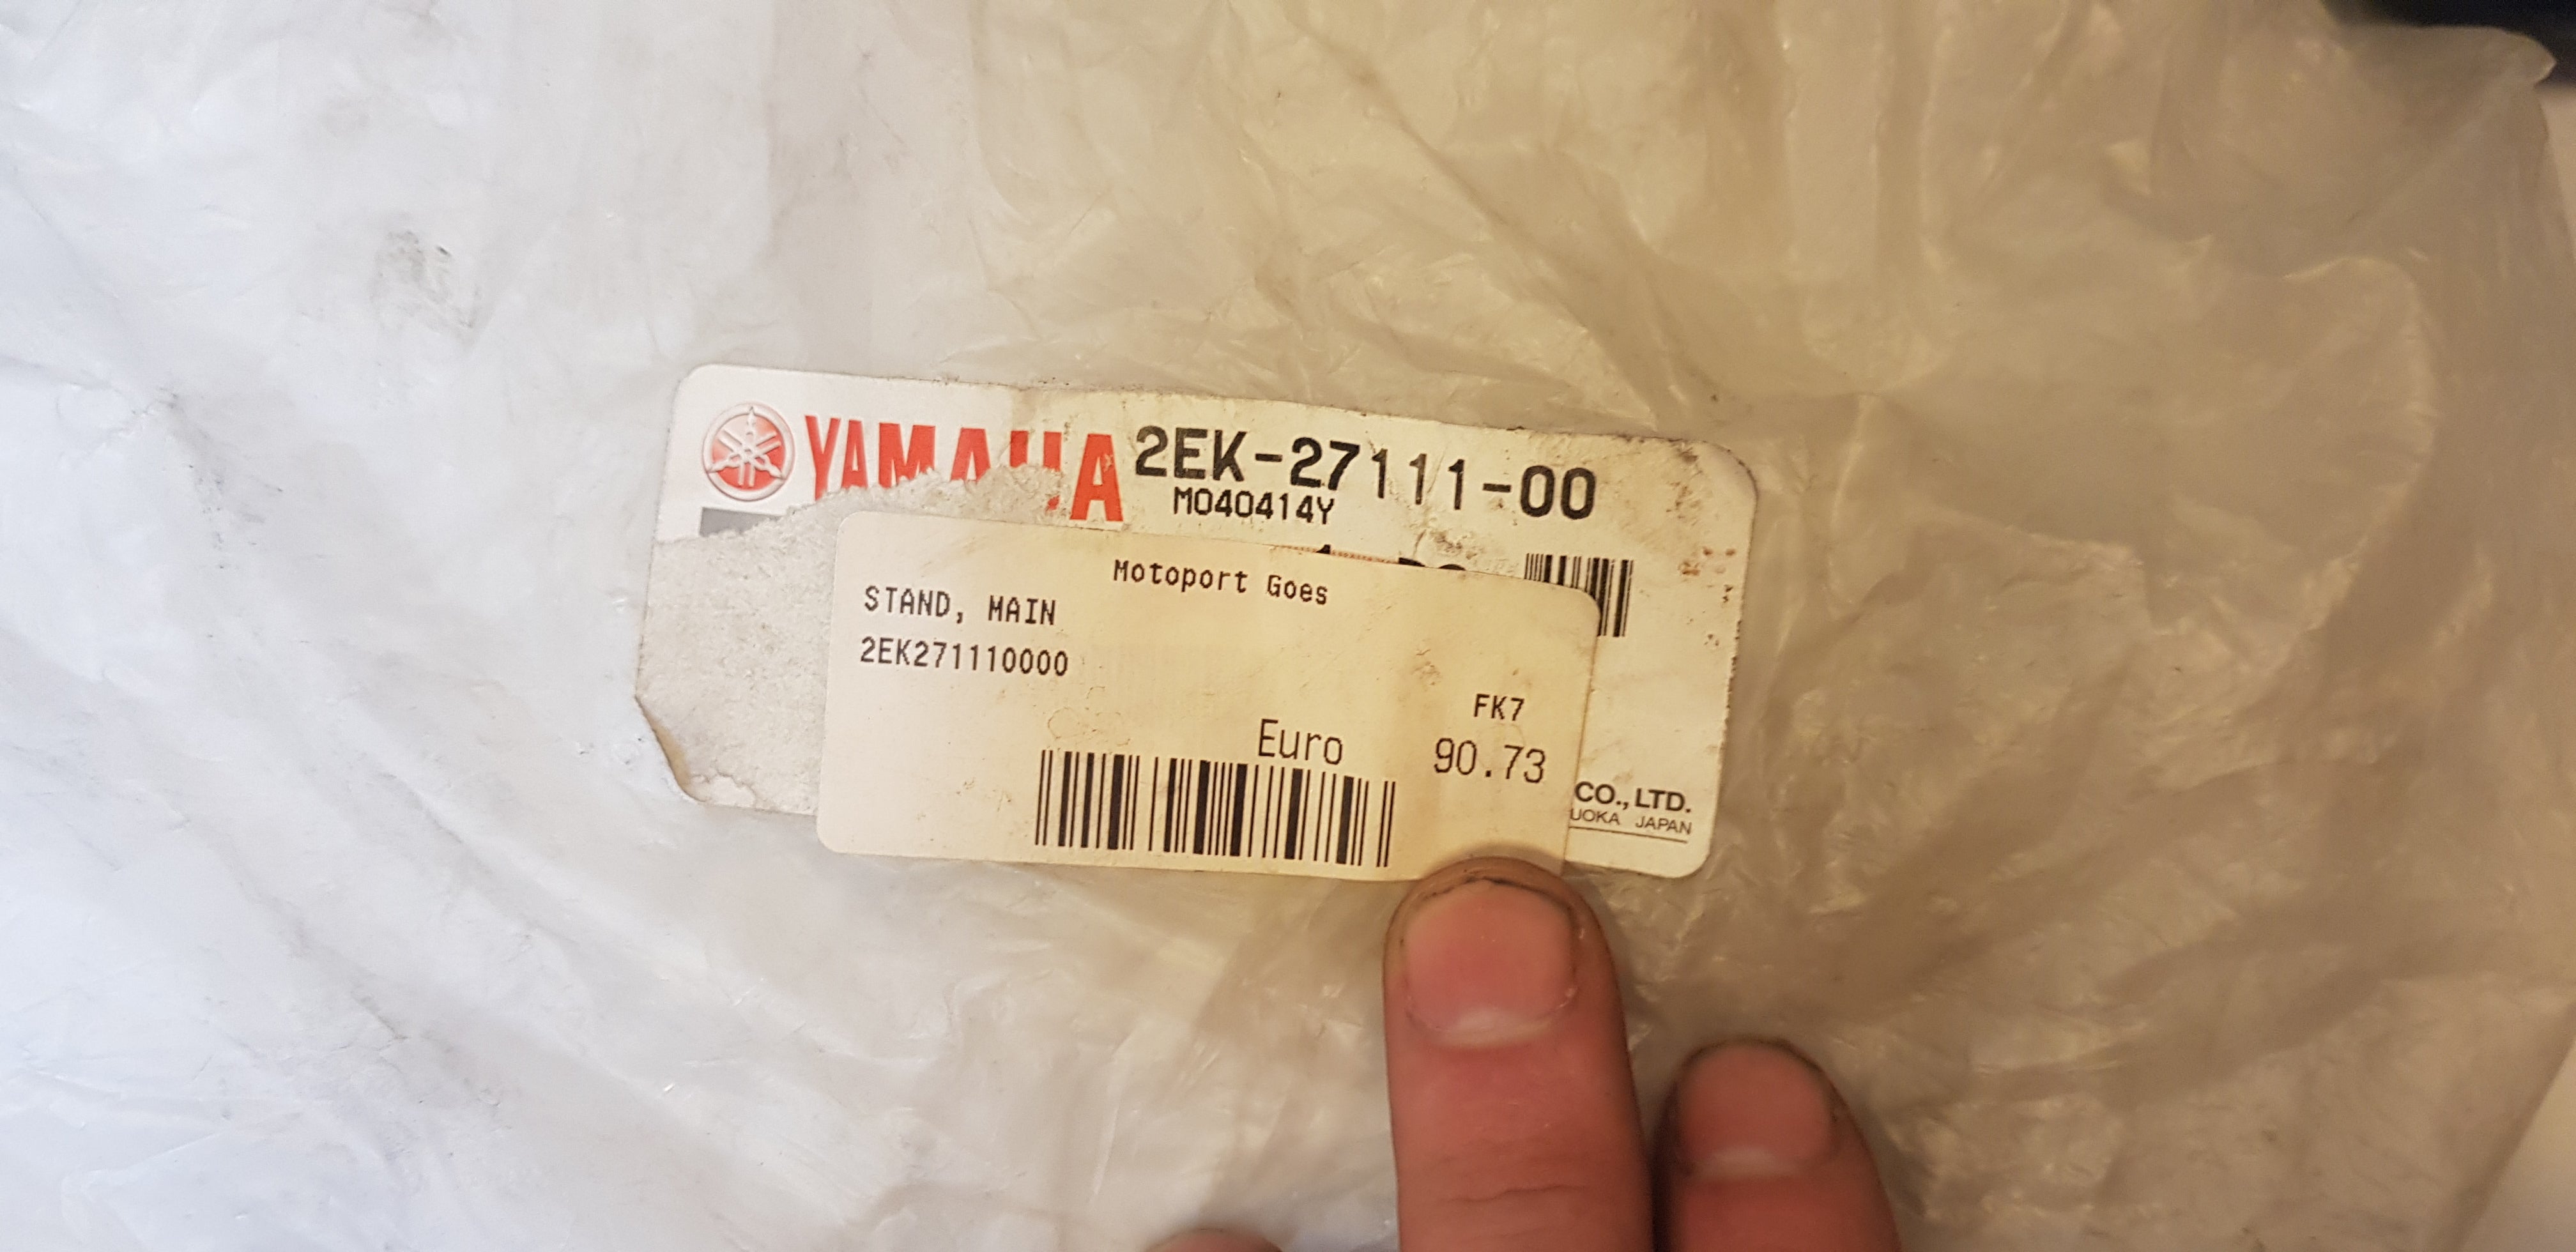 YAMAHA 2EK-27111-00
M040414Y
Motoport Goes
STAND, MAIN
2EK271110000
FK7
Euro 90.73
CO., LTD.
JAPAN